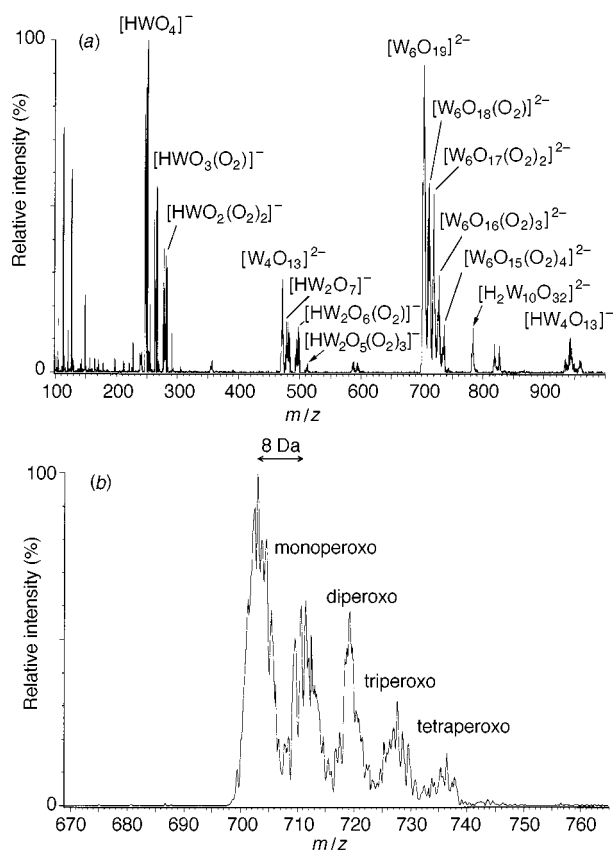 (a)
[HWO₄]⁻
[W₆O₁₉]²⁻
[W₆O₁₈(O₂)]²⁻
[HWO₃(O₂)]⁻
[W₆O₁₇(O₂)₂]²⁻
[HWO₂(O₂)₂]⁻
[W₆O₁₆(O₂)₃]²⁻
[W₄O₁₃]²⁻
[W₆O₁₅(O₂)₄]²⁻
[HW₂O₇]⁻
[H₂W₁₀O₃₂]²⁻
[HW₂O₆(O₂)]⁻
[HW₄O₁₃]⁻
[HW₂O₅(O₂)₃]⁻
Relative intensity (%)
100
0
100 200 300 400 500 600 700 800 900
m/z
8 Da
(b)
100
monoperoxo
diperoxo
triperoxo
tetraperoxo
Relative intensity (%)
0
670 685 690 695 700 710 720 730 740 750 760
m/z